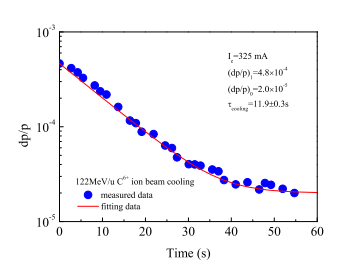 10⁻³
I_e=325 mA
(dp/p)_i=4.8×10⁻⁴
(dp/p)_0=2.0×10⁻⁵
τ_cooling=11.9±0.3s
dp/p
10⁻⁴
122MeV/u C⁶⁺ ion beam cooling
measured data
fitting data
10⁻⁵
0 10 20 30 40 50 60
Time (s)